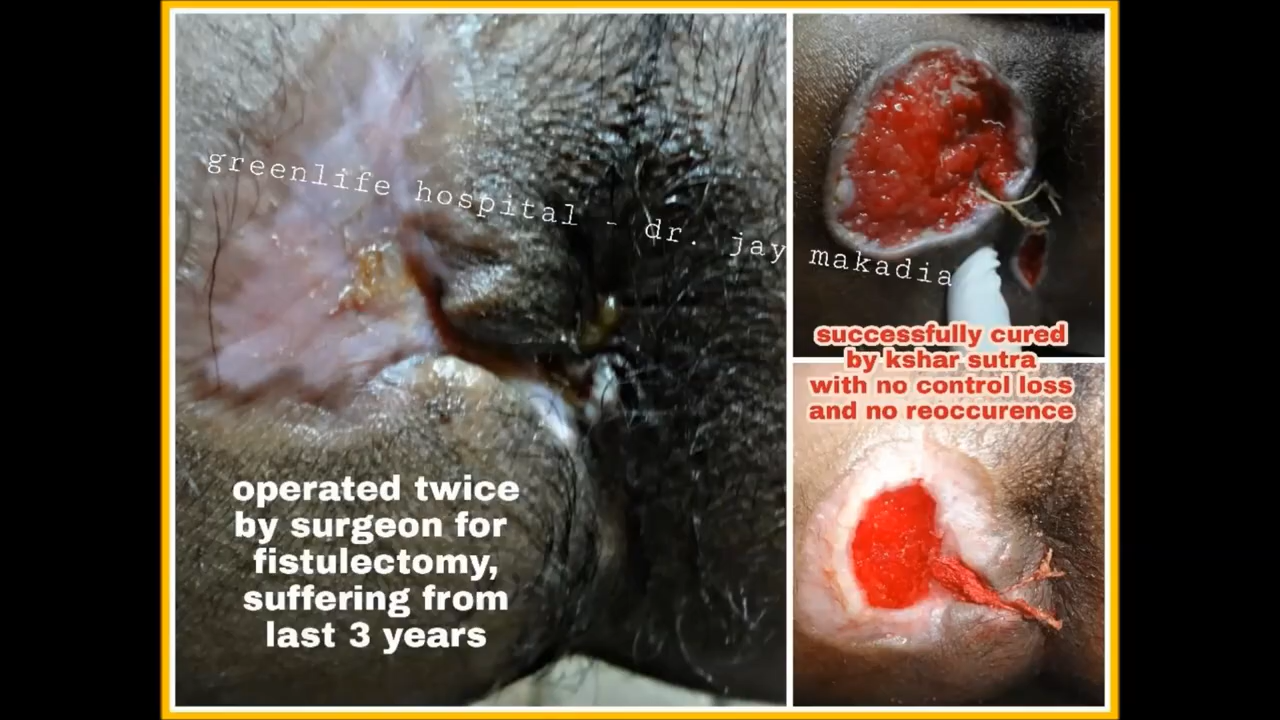 greenlife hospital - dr. jay makadia
successfully cured
by kshar sutra
with no control loss
and no reoccurence
operated twice
by surgeon for
fistulectomy,
suffering from
last 3 years